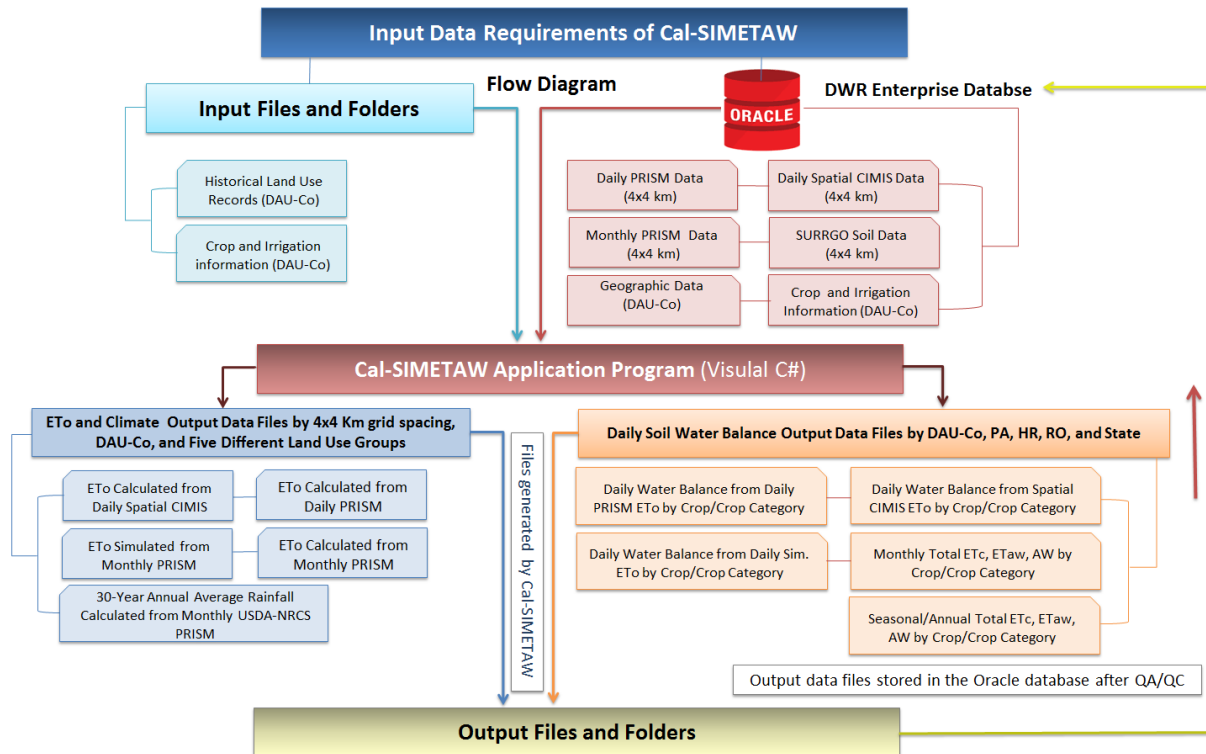 Input Data Requirements of Cal-SIMETAW
Input Files and Folders
Flow Diagram
ORACLE
DWR Enterprise Databse
Historical Land Use
Records (DAU-Co)
Crop and Irrigation
information (DAU-Co)
Daily PRISM Data
(4x4 km)
Daily Spatial CIMIS Data
(4x4 km)
Monthly PRISM Data
(4x4 km)
SURRGO Soil Data
(4x4 km)
Geographic Data
(DAU-Co)
Crop and Irrigation
Information (DAU-Co)
Cal-SIMETAW Application Program (Visulal C#)
ETo and Climate Output Data Files by 4x4 Km grid spacing,
DAU-Co, and Five Different Land Use Groups
ETo Calculated from
Daily Spatial CIMIS
ETo Calculated from
Daily PRISM
ETo Simulated from
Monthly PRISM
ETo Calculated from
Monthly PRISM
30-Year Annual Average Rainfall
Calculated from Monthly USDA-NRCS
PRISM
Files generated by Cal-SIMETAW
Daily Soil Water Balance Output Data Files by DAU-Co, PA, HR, RO, and State
Daily Water Balance from Daily
PRISM ETo by Crop/Crop Category
Daily Water Balance from Spatial
CIMIS ETo by Crop/Crop Category
Daily Water Balance from Daily Sim.
ETo by Crop/Crop Category
Monthly Total ETc, ETaw, AW by
Crop/Crop Category
Seasonal/Annual Total ETc, ETaw,
AW by Crop/Crop Category
Output data files stored in the Oracle database after QA/QC
Output Files and Folders